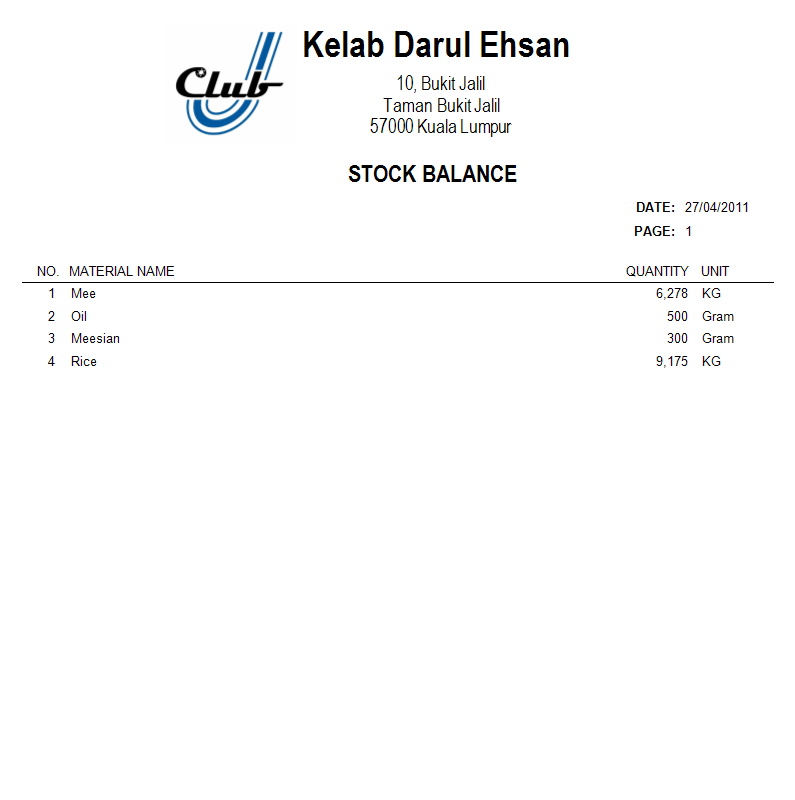 Club
Kelab Darul Ehsan
10, Bukit Jalil
Taman Bukit Jalil
57000 Kuala Lumpur
STOCK BALANCE
DATE: 27/04/2011
PAGE: 1
NO. MATERIAL NAME QUANTITY UNIT
1 Mee 6,278 KG
2 Oil 500 Gram
3 Meesian 300 Gram
4 Rice 9,175 KG